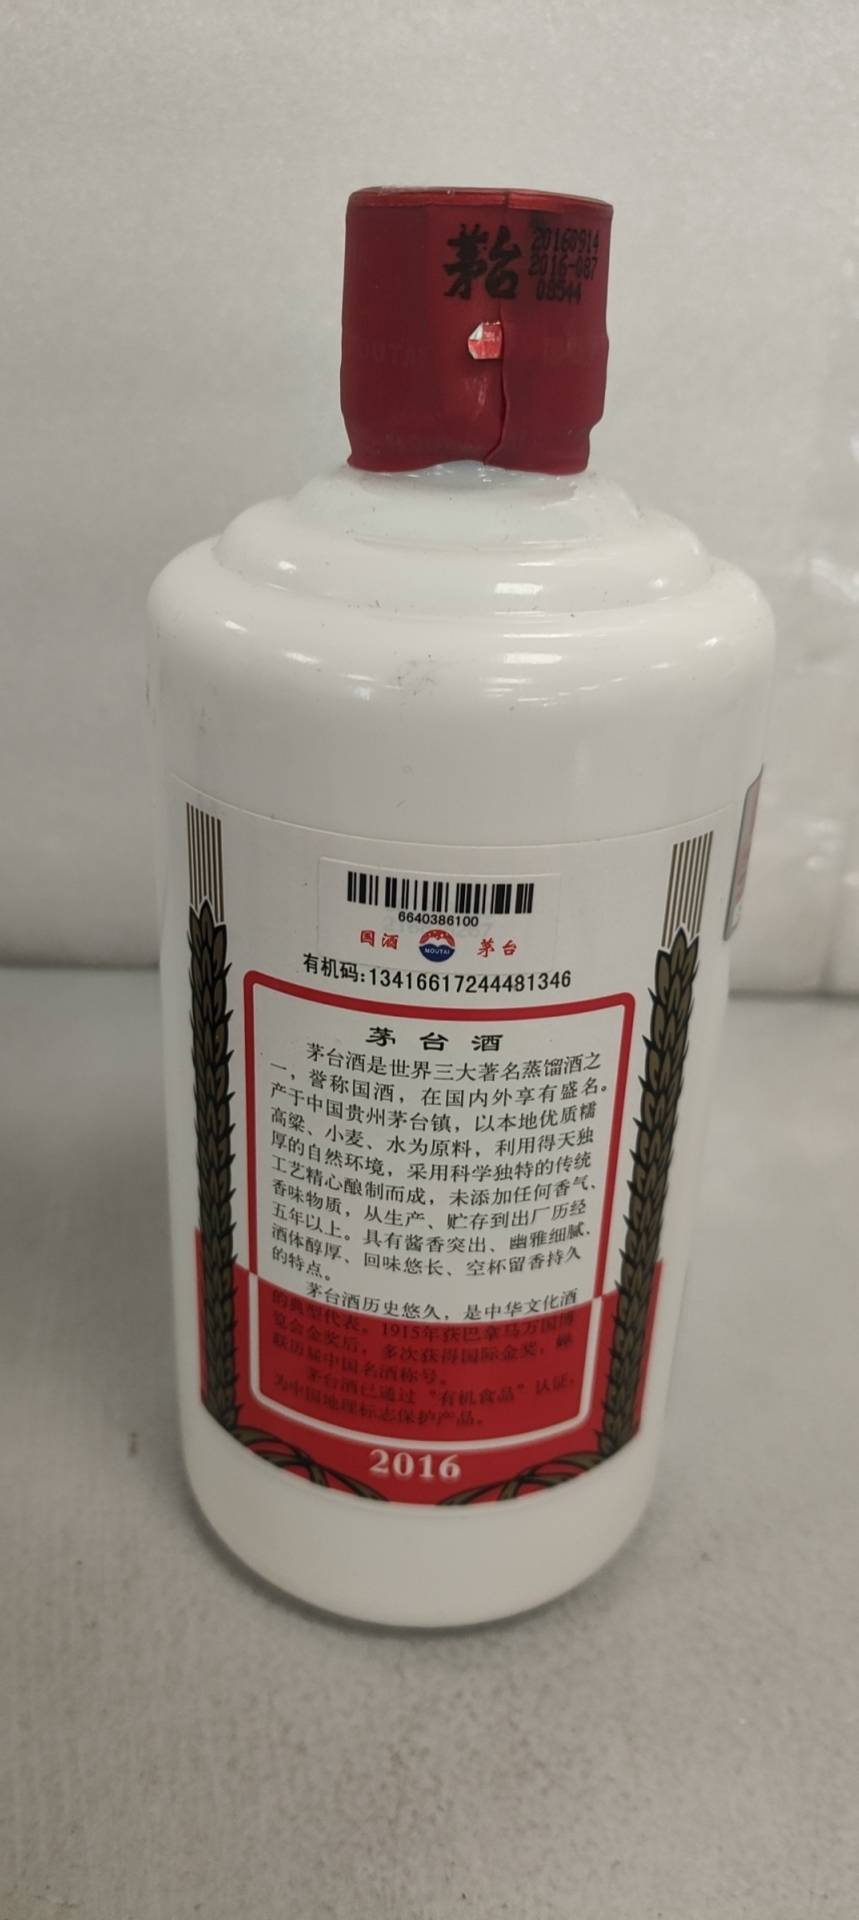 茅台
20160914
2016-087
08544
6640386100
国酒 MOUTAI 茅台
有机码:13416617244481346
茅台酒
茅台酒是世界三大著名蒸馏酒之
一，誉称国酒，在国内外享有盛名。
产于中国贵州茅台镇，以本地优质糯
高粱、小麦、水为原料，利用得天独
厚的自然环境，采用科学独特的传统
工艺精心酿制而成，未添加任何香气、
香味物质，从生产、贮存到出厂历经
五年以上。具有酱香突出、幽雅细腻、
酒体醇厚、回味悠长、空杯留香持久
的特点。
茅台酒历史悠久，是中华文化酒
的典型代表。1915年获巴拿马万国博
览会金奖后，多次获得国际金奖，蝉
联历届中国名酒称号。
茅台酒已通过“有机食品”认证，
为中国地理标志保护产品。
2016